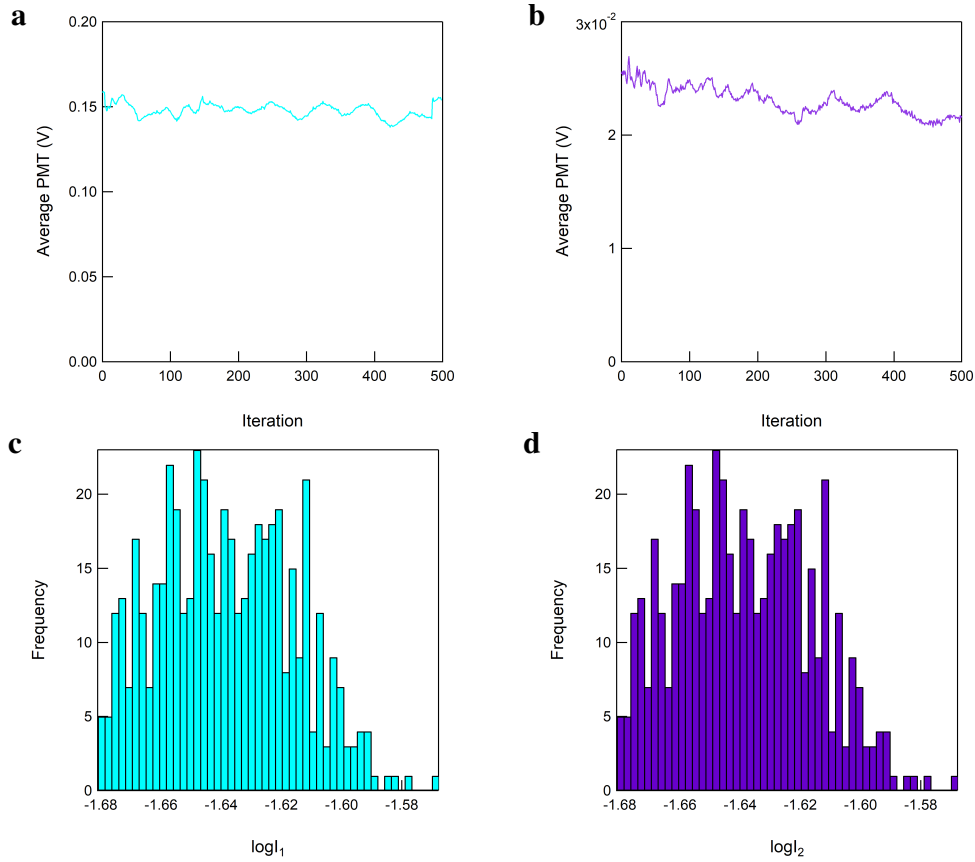 a
Average PMT (V)
0.20
0.15
0.10
0.05
0.00
0 100 200 300 400 500
Iteration
b
Average PMT (V)
3x10⁻²
2
1
0
0 100 200 300 400 500
Iteration
c
Frequency
20
15
10
5
0
-1.68 -1.66 -1.64 -1.62 -1.60 -1.58
logI₁
d
Frequency
20
15
10
5
0
-1.68 -1.66 -1.64 -1.62 -1.60 -1.58
logI₂